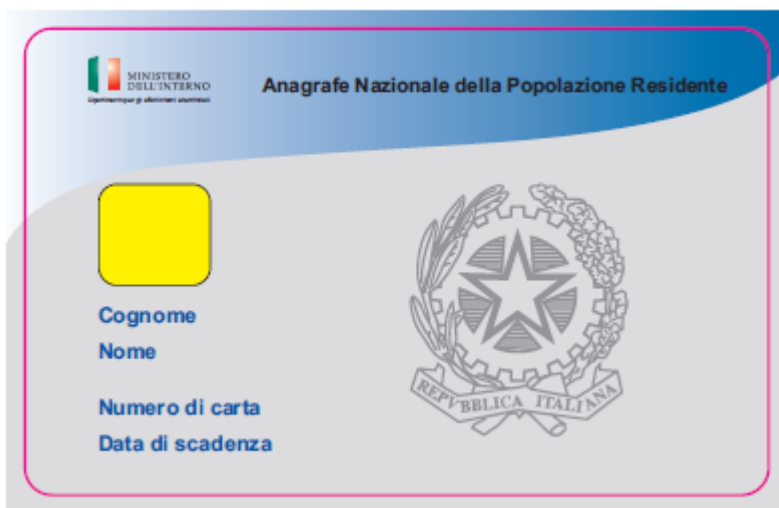 MINISTERO
DELL'INTERNO
Anagrafe Nazionale della Popolazione Residente
Cognome
Nome
Numero di carta
Data di scadenza
REPVBBLICA ITALIANA